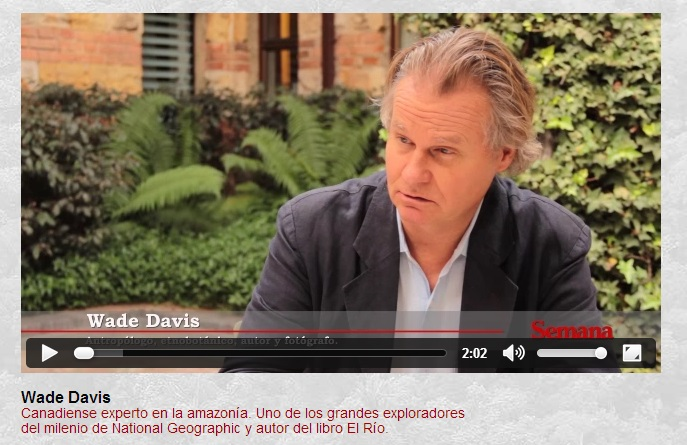 Wade Davis
Semana
Antropólogo, etnobotánico, autor y fotógrafo.
2:02
Wade Davis
Canadiense experto en la amazonía. Uno de los grandes exploradores
del milenio de National Geographic y autor del libro El Río.